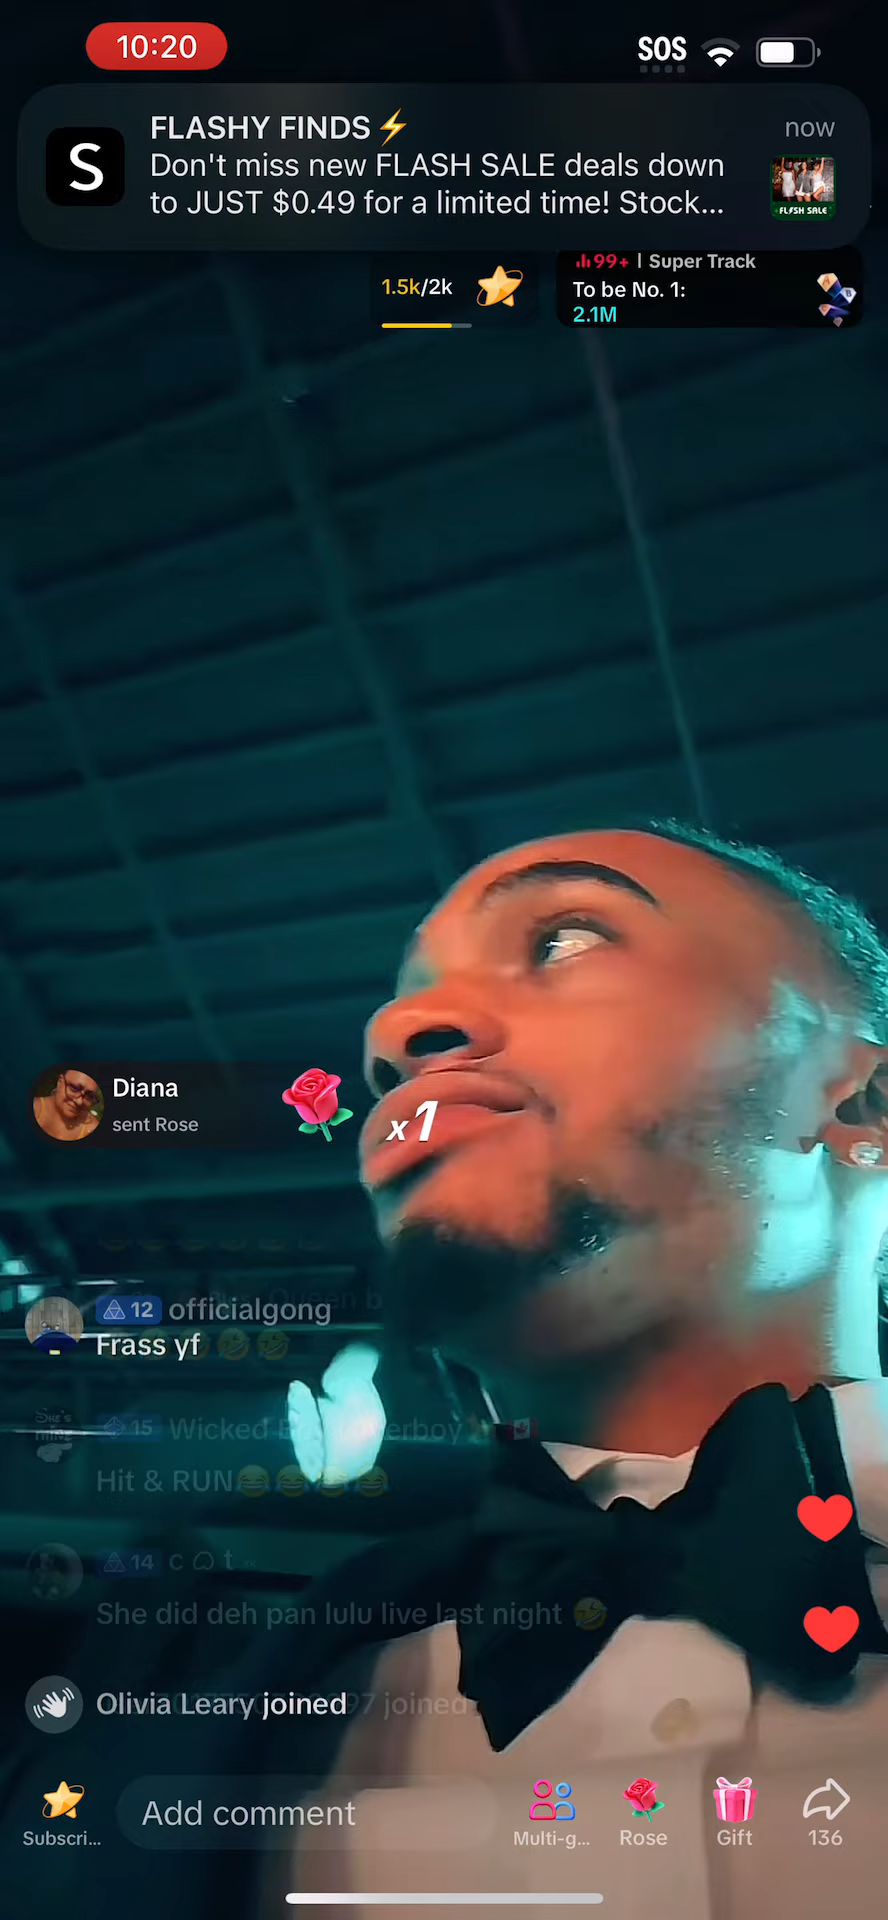 10:20
SOS
FLASHY FINDS⚡
now
S
Don't miss new FLASH SALE deals down
to JUST $0.49 for a limited time! Stock...
FLASH SALE
1.5k/2k
99+ | Super Track
To be No. 1:
2.1M
Diana
sent Rose
x1
12 officialgong
Frass yf 🤣🤣
15 Wicked
Hit & RUN😂😂😂😂
14 c t
She did deh pan lulu live last night 🤣
Olivia Leary joined
joined
Subscri...
Add comment
Multi-g...
Rose
Gift
136